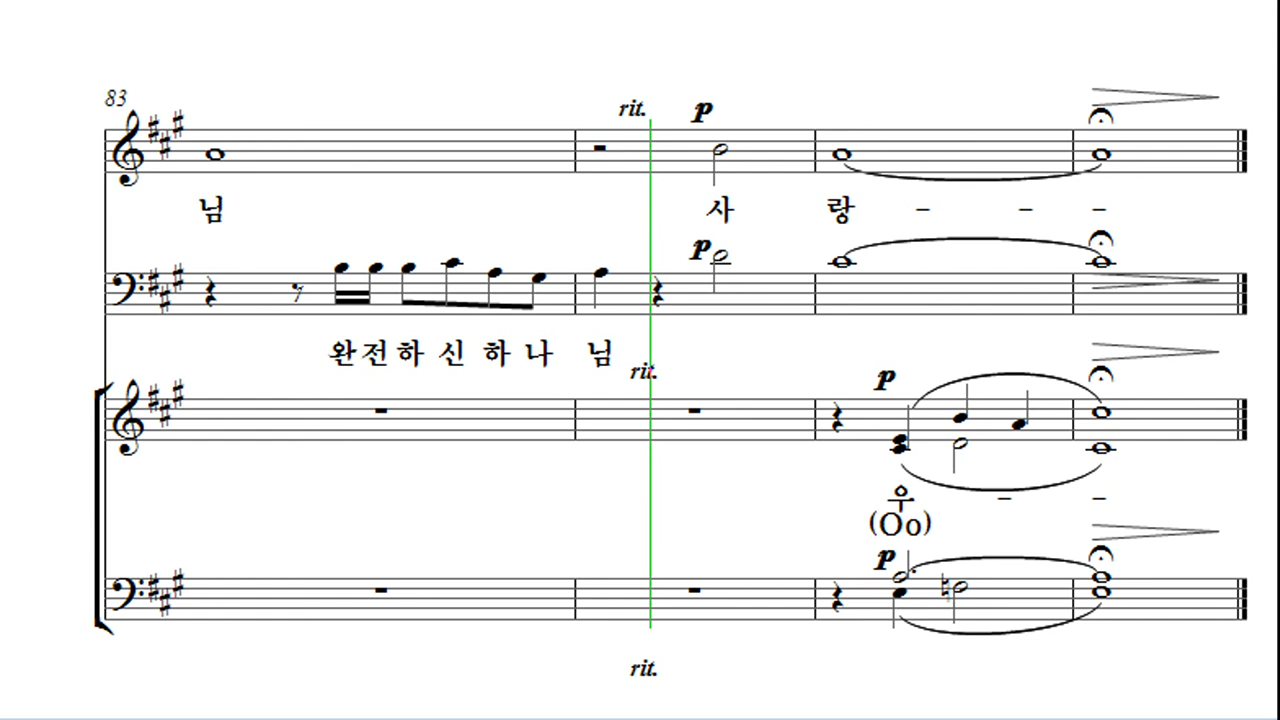 83
rit. p
님 사 랑 - - -
p
완 전 하 신 하 나 님
rit.
p
우 - -
(Oo)
p
rit.